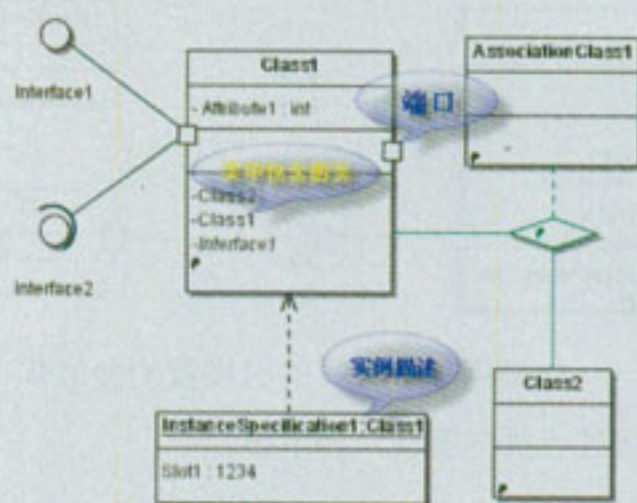 Interface1
Class1
- Attribute1 : int
端口
AssociationClass1
-Class2
-Class1
-Interface1
Interface2
实例描述
InstanceSpecification1:Class1
Slot1 : 1234
Class2